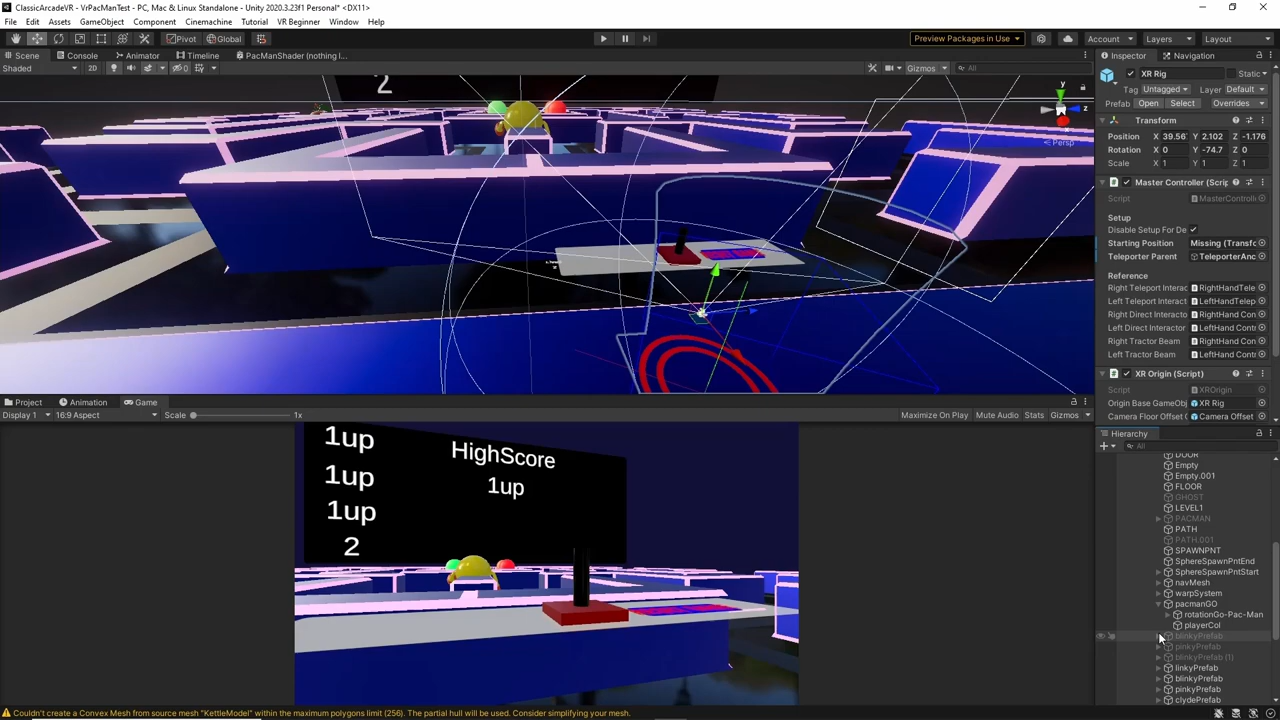 ClassicArcadeVR - VrPacManTest - PC, Mac & Linux Standalone - Unity 2020.3.23f1 Personal* <DX11>
File Edit Assets GameObject Component Cinemachine Tutorial VR Beginner Window Help
Pivot Global Preview Packages in Use Account Layers Layout
Scene Console Animator Timeline PacManShader (nothing l... Inspector Navigation
Shaded 2D 0 Gizmos All
XR Rig Static
Tag Untagged Layer Default
Prefab Open Select Overrides
Transform
Position X 39.56 Y 2.102 Z -1.176
Rotation X 0 Y -74.7 Z 0
Scale X 1 Y 1 Z 1
y
z
Persp
2
Master Controller (Scrip
Script MasterControlle
Setup
Disable Setup For De
Starting Position Missing (Transfo
Teleporter Parent TeleporterAnc
Reference
Right Teleport Interac RightHandTele
Left Teleport Interact LeftHandTelep
Right Direct Interacto RightHand Con
Left Direct Interactor LeftHand Contr
Right Tractor Beam RightHand Con
Left Tractor Beam LeftHand Contr
XR Origin (Script)
Script XROrigin
Origin Base GameObj XR Rig
Camera Floor Offset Camera Offset
Project Animation Game
Display 1 16:9 Aspect Scale 1x Maximize On Play Mute Audio Stats Gizmos
1up
1up
1up
2
HighScore
1up
Hierarchy
All
DOOR
Empty
Empty.001
FLOOR
GHOST
LEVEL1
PACMAN
PATH
PATH.001
SPAWNPNT
SphereSpawnPntEnd
SphereSpawnPntStart
navMesh
warpSystem
pacmanGO
rotationGo-Pac-Man
playerCol
blinkyPrefab
pinkyPrefab
blinkyPrefab (1)
linkyPrefab
blinkyPrefab
pinkyPrefab
clydePrefab
Couldn't create a Convex Mesh from source mesh "KettleModel" within the maximum polygons limit (256). The partial hull will be used. Consider simplifying your mesh.